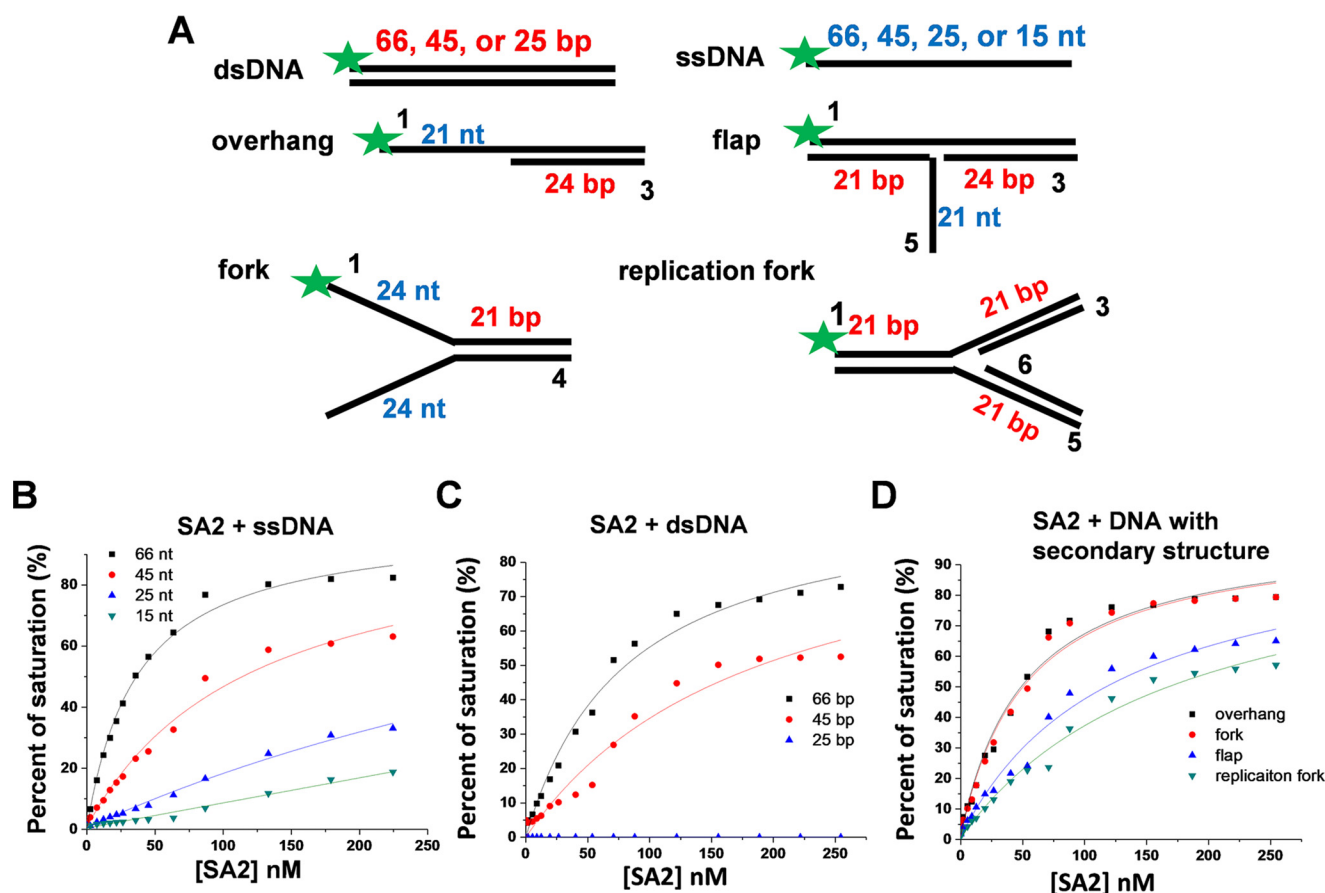 A
66, 45, or 25 bp
dsDNA
66, 45, 25, or 15 nt
ssDNA
1
overhang
21 nt
24 bp
3
1
flap
21 bp
24 bp
3
21 nt
5
fork
1
24 nt
21 bp
4
24 nt
replication fork
1
21 bp
21 bp
3
6
21 bp
5
B
SA2 + ssDNA
66 nt
45 nt
25 nt
15 nt
Percent of saturation (%)
80
60
40
20
0
0
50
100
150
200
250
[SA2] nM
C
SA2 + dsDNA
Percent of saturation (%)
80
70
60
50
40
30
20
10
0
66 bp
45 bp
25 bp
0
50
100
150
200
250
[SA2] nM
D
SA2 + DNA with
secondary structure
Percent of saturation (%)
90
80
70
60
50
40
30
20
10
0
overhang
fork
flap
replicaiton fork
0
50
100
150
200
250
[SA2] nM